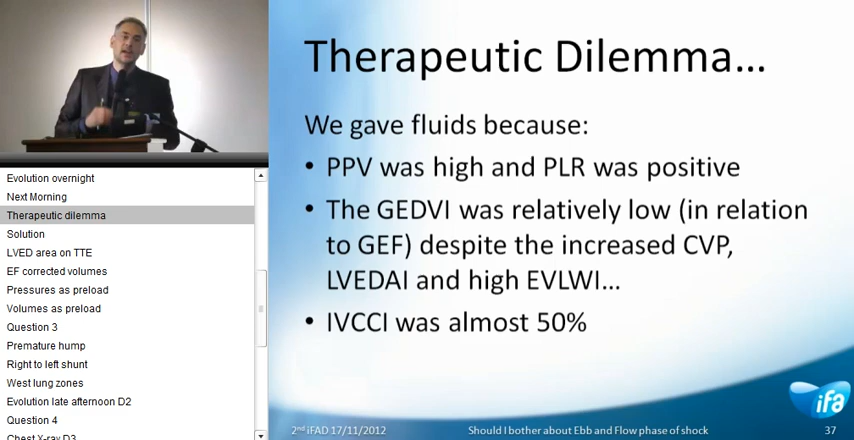 Evolution overnight
Next Morning
Therapeutic dilemma
Solution
LVED area on TTE
EF corrected volumes
Pressures as preload
Volumes as preload
Question 3
Premature hump
Right to left shunt
West lung zones
Evolution late afternoon D2
Question 4
Chest X-ray D3
Therapeutic Dilemma…
We gave fluids because:
• PPV was high and PLR was positive
• The GEDVI was relatively low (in relation
to GEF) despite the increased CVP,
LVEDAI and high EVLWI…
• IVCCI was almost 50%
ifa
2nd iFAD 17/11/2012
Should I bother about Ebb and Flow phase of shock
37